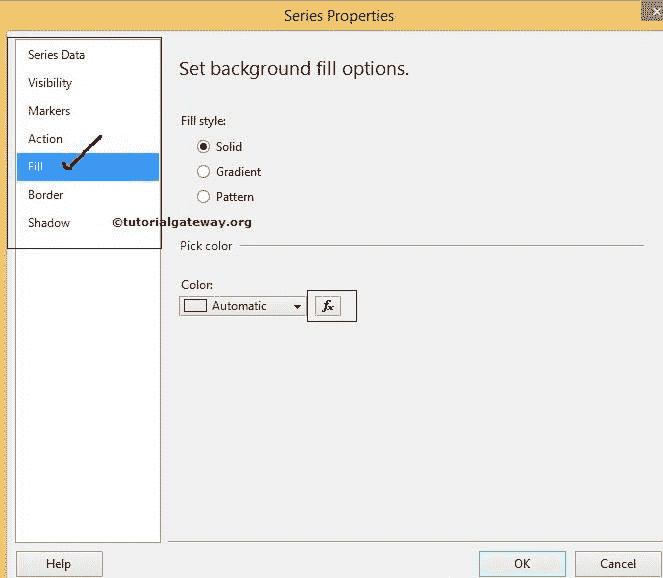 Series Properties
Series Data
Visibility
Markers
Action
Fill
Border
Shadow
Set background fill options.
Fill style:
Solid
Gradient
Pattern
©tutorialgateway.org
Pick color
Color:
Automatic
fx
Help
OK
Cancel